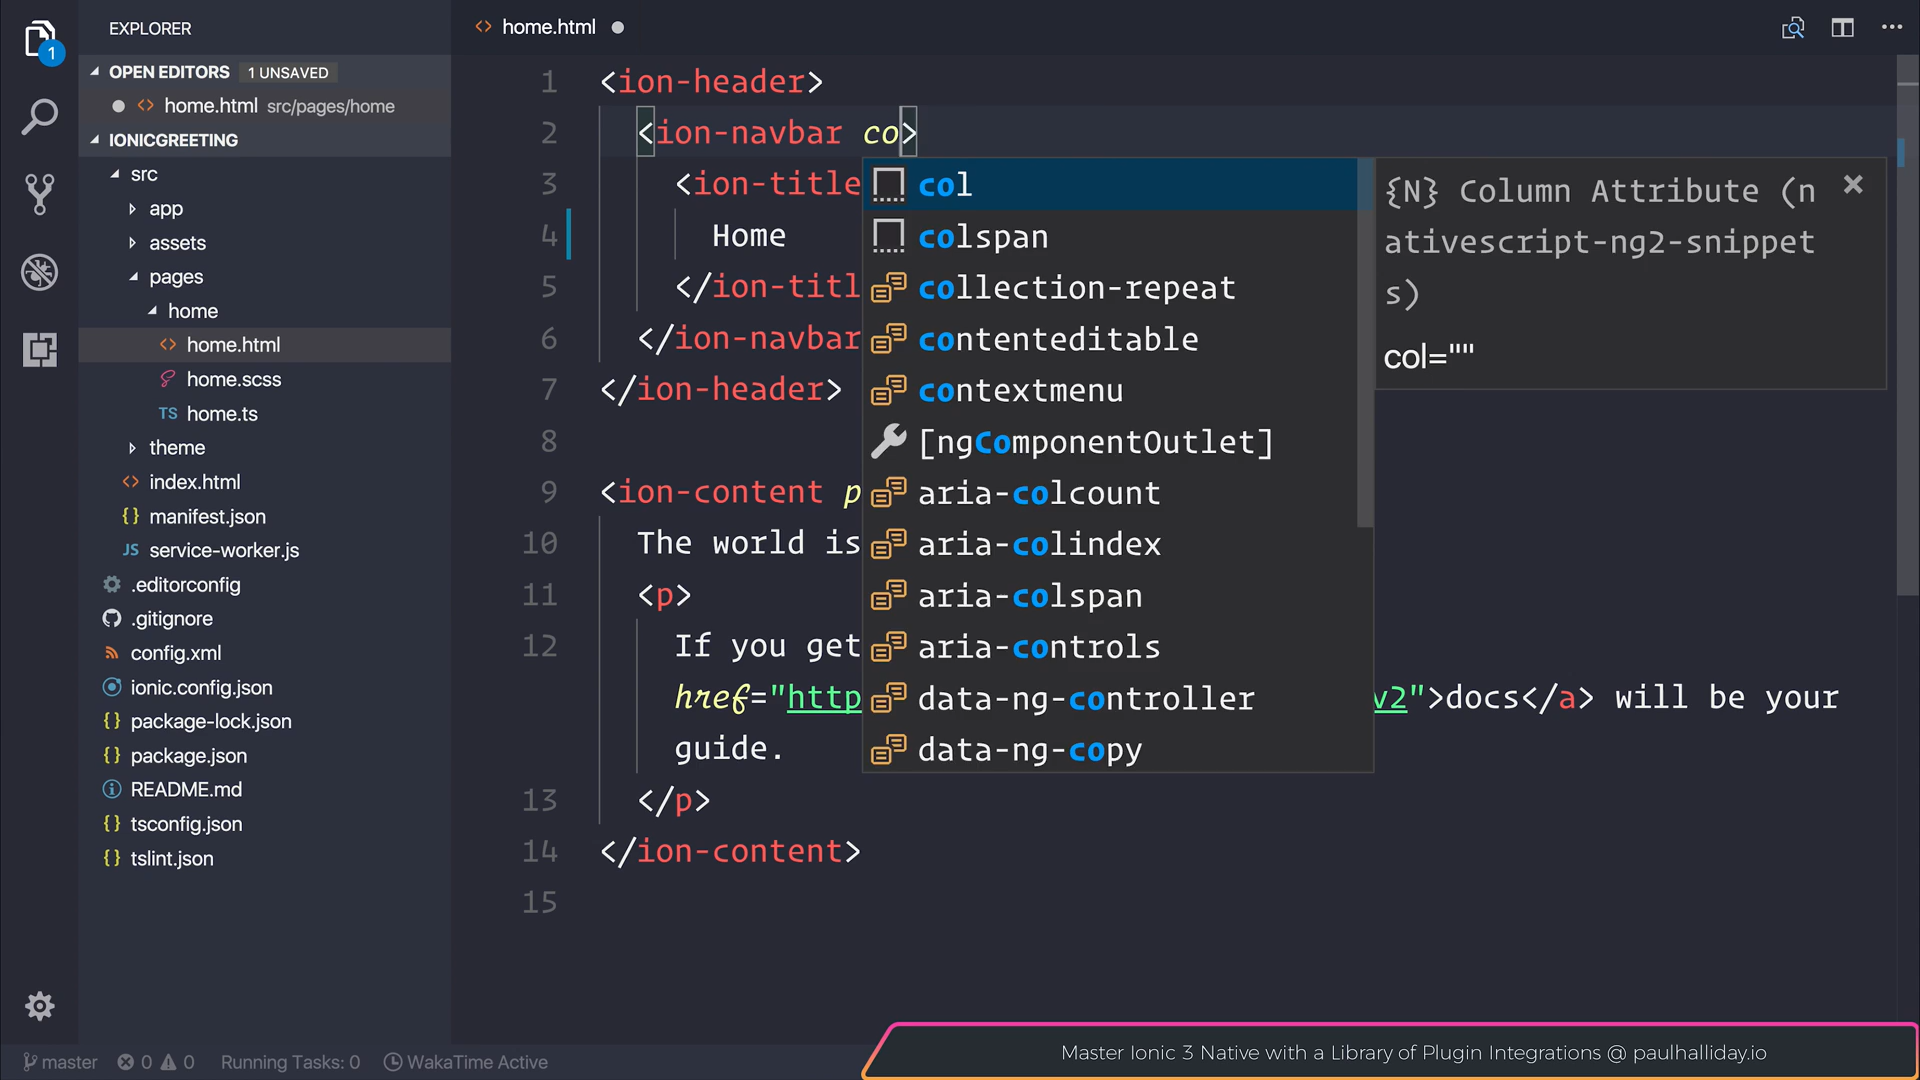 EXPLORER
OPEN EDITORS 1 UNSAVED
home.html src/pages/home
IONICGREETING
src
app
assets
pages
home
home.html
home.scss
TS home.ts
theme
index.html
{} manifest.json
JS service-worker.js
.editorconfig
.gitignore
config.xml
ionic.config.json
{} package-lock.json
{} package.json
README.md
{} tsconfig.json
{} tslint.json
1
home.html
1 <ion-header>
2 <ion-navbar co>
3 <ion-title
4 Home
5 </ion-titl
6 </ion-navbar
7 </ion-header>
8
9 <ion-content p
10 The world is
11 <p>
12 If you get
href="http v2">docs</a> will be your
guide.
13 </p>
14 </ion-content>
15
col
colspan
collection-repeat
contenteditable
contextmenu
[ngComponentOutlet]
aria-colcount
aria-colindex
aria-colspan
aria-controls
data-ng-controller
data-ng-copy
{N} Column Attribute (n
ativescript-ng2-snippet
s)
col=""
master 0 0 Running Tasks: 0 WakaTime Active
Master Ionic 3 Native with a Library of Plugin Integrations @ paulhalliday.io